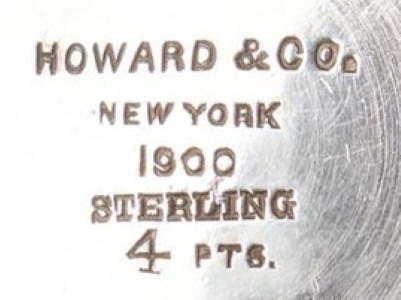 HOWARD & CO.
NEW YORK
1900
STERLING
4 PTS.